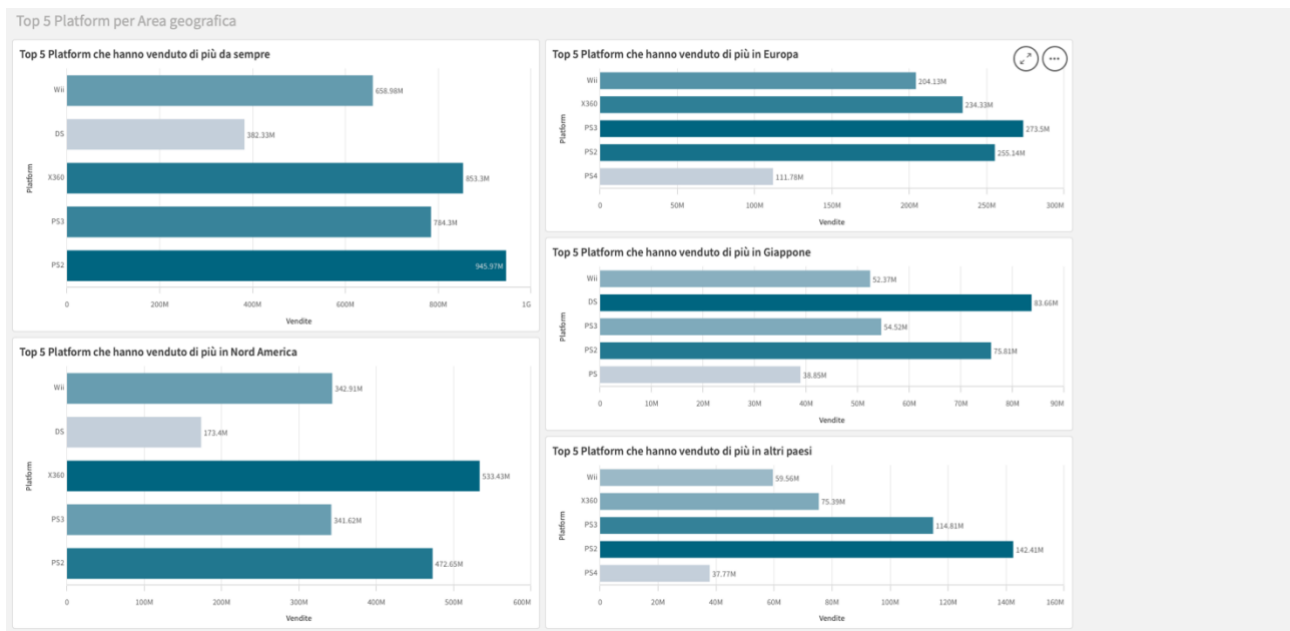 Top 5 Platform per Area geografica
Top 5 Platform che hanno venduto di più da sempre
Platform
Wii
658.98M
DS
382.33M
X360
853.3M
PS3
784.3M
PS2
945.97M
0 200M 400M 600M 800M 1G
Vendite
Top 5 Platform che hanno venduto di più in Nord America
Platform
Wii
342.91M
DS
173.4M
X360
533.43M
PS3
341.62M
PS2
472.65M
0 100M 200M 300M 400M 500M 600M
Vendite
Top 5 Platform che hanno venduto di più in Europa
Platform
Wii
204.13M
X360
234.33M
PS3
273.5M
PS2
255.14M
PS4
111.78M
0 50M 100M 150M 200M 250M 300M
Vendite
Top 5 Platform che hanno venduto di più in Giappone
Platform
Wii
52.37M
DS
83.66M
PS3
54.52M
PS2
75.81M
PS
38.85M
0 10M 20M 30M 40M 50M 60M 70M 80M 90M
Vendite
Top 5 Platform che hanno venduto di più in altri paesi
Platform
Wii
59.56M
X360
75.39M
PS3
114.81M
PS2
142.41M
PS4
37.77M
0 20M 40M 60M 80M 100M 120M 140M 160M
Vendite